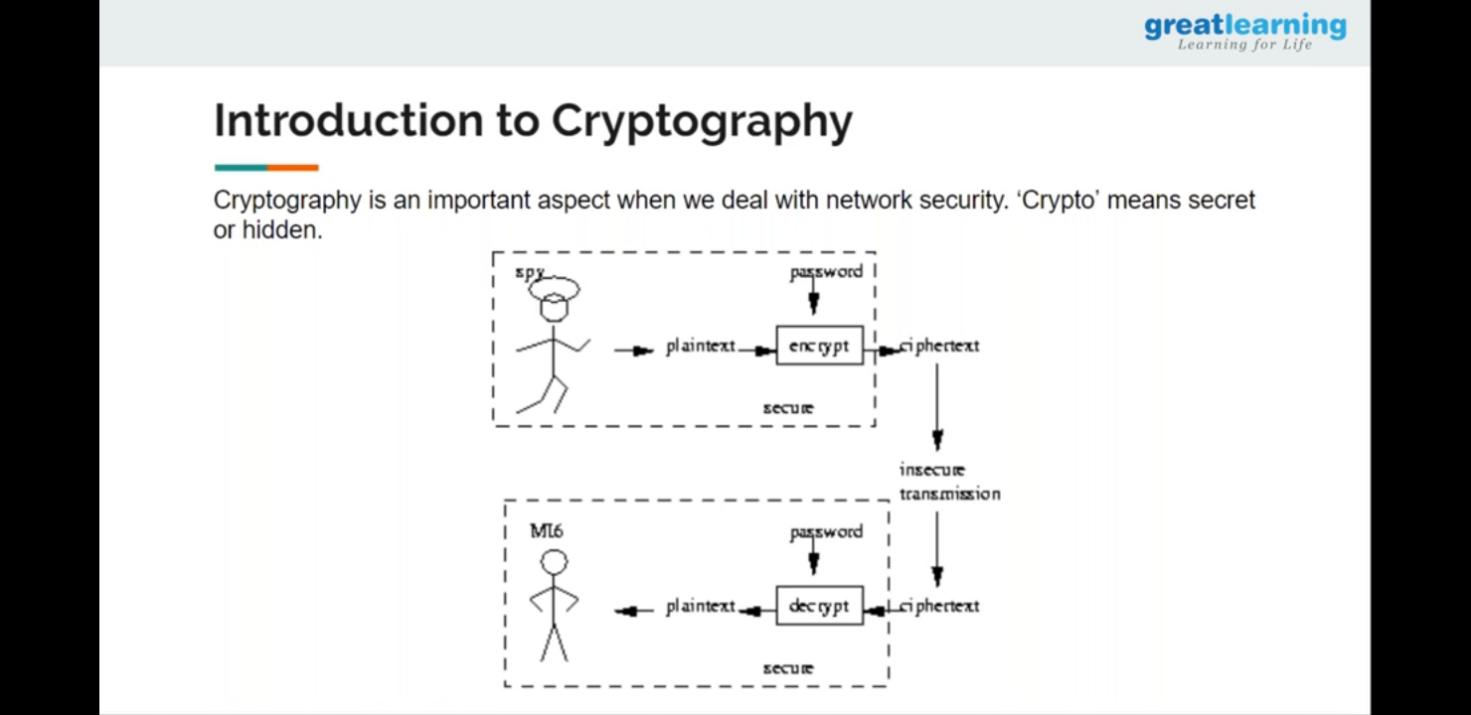 greatlearning
Learning for Life
Introduction to Cryptography
Cryptography is an important aspect when we deal with network security. ‘Crypto’ means secret
or hidden.
spy
password
plaintext
encrypt
ciphertext
secure
insecure
transmission
MI6
password
plaintext
decrypt
ciphertext
secure